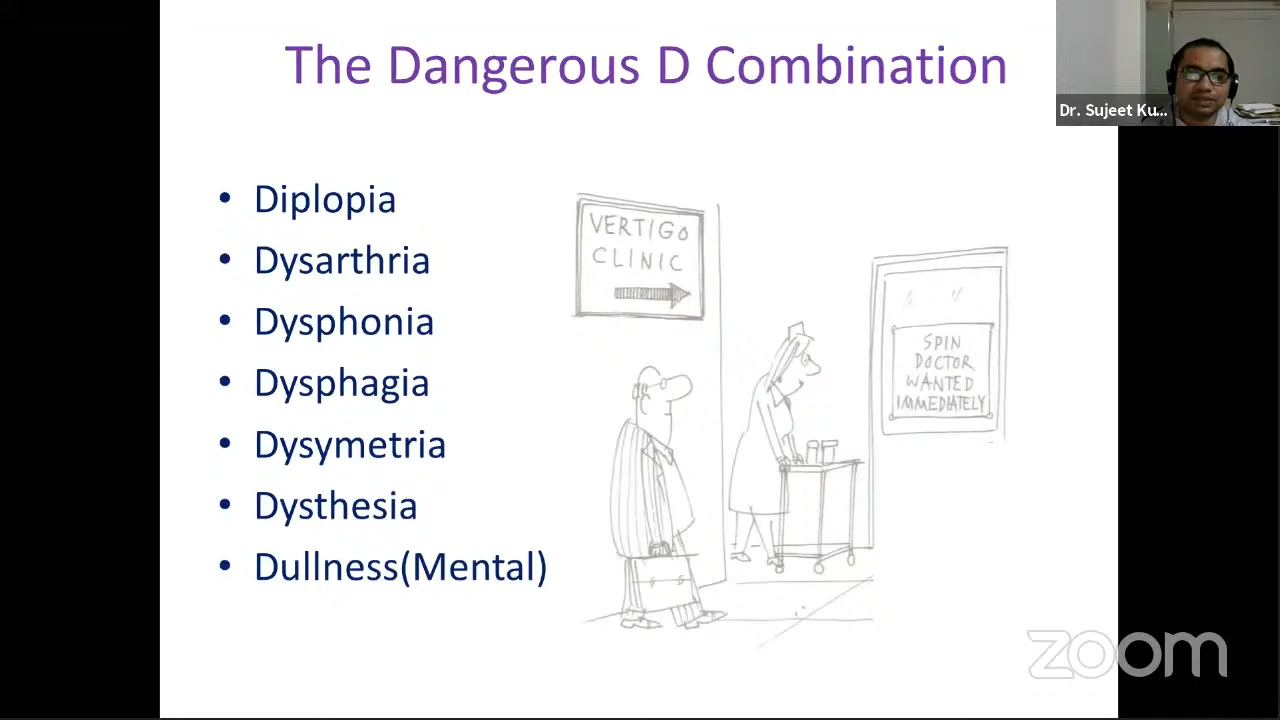 The Dangerous D Combination
Dr. Sujeet Ku...
• Diplopia
• Dysarthria
• Dysphonia
• Dysphagia
• Dysymetria
• Dysthesia
• Dullness(Mental)
VERTIGO
CLINIC
SPIN
DOCTOR
WANTED
IMMEDIATELY
zoom